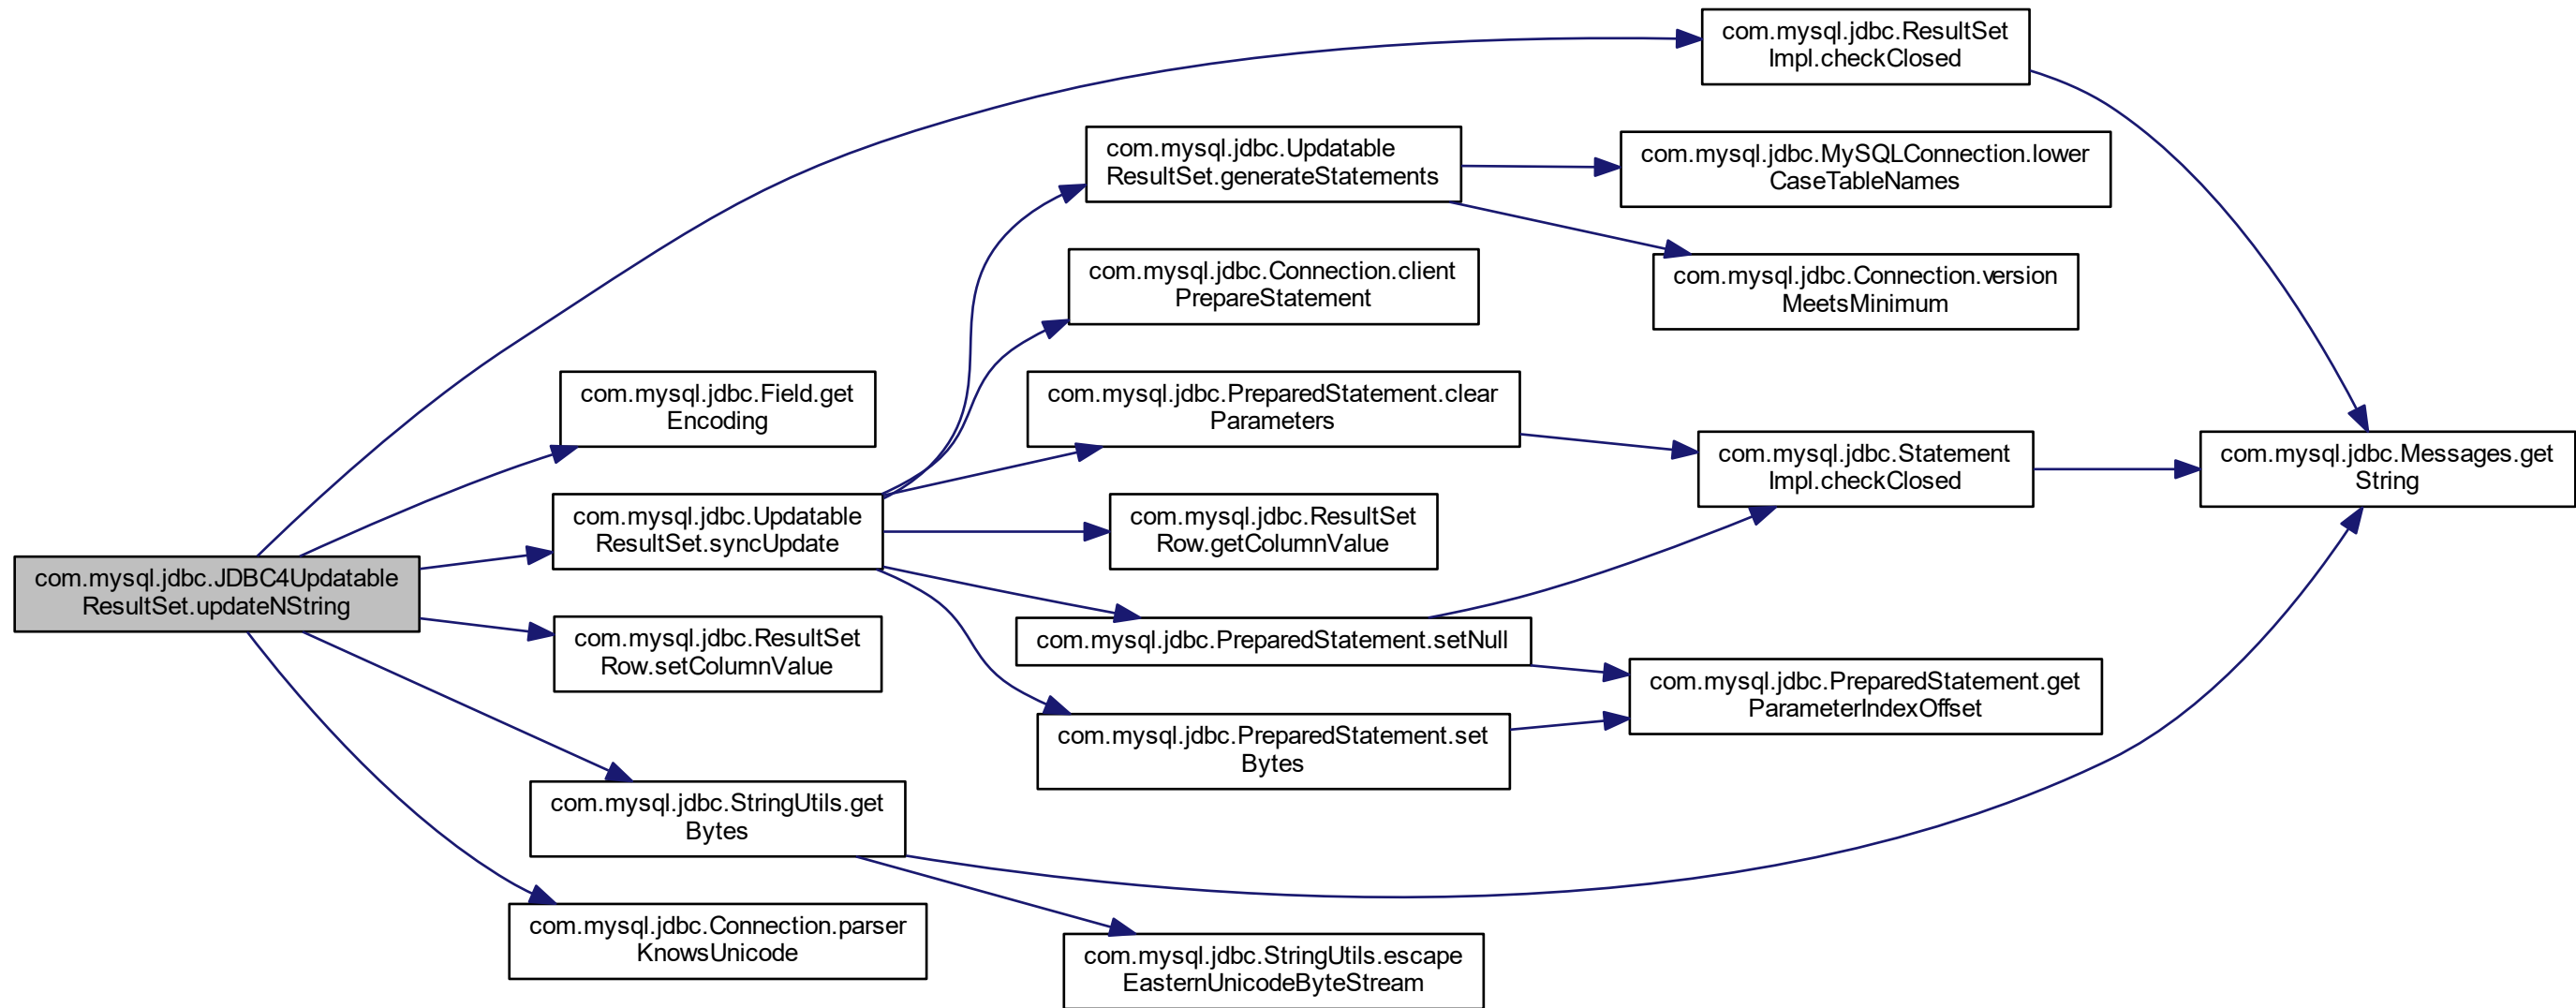 com.mysql.jdbc.ResultSet
Impl.checkClosed
com.mysql.jdbc.Updatable
ResultSet.generateStatements
com.mysql.jdbc.MySQLConnection.lower
CaseTableNames
com.mysql.jdbc.Connection.client
PrepareStatement
com.mysql.jdbc.Connection.version
MeetsMinimum
com.mysql.jdbc.Field.get
Encoding
com.mysql.jdbc.PreparedStatement.clear
Parameters
com.mysql.jdbc.Statement
Impl.checkClosed
com.mysql.jdbc.Messages.get
String
com.mysql.jdbc.Updatable
ResultSet.syncUpdate
com.mysql.jdbc.ResultSet
Row.getColumnValue
com.mysql.jdbc.JDBC4Updatable
ResultSet.updateNString
com.mysql.jdbc.ResultSet
Row.setColumnValue
com.mysql.jdbc.PreparedStatement.setNull
com.mysql.jdbc.PreparedStatement.get
ParameterIndexOffset
com.mysql.jdbc.PreparedStatement.set
Bytes
com.mysql.jdbc.StringUtils.get
Bytes
com.mysql.jdbc.Connection.parser
KnowsUnicode
com.mysql.jdbc.StringUtils.escape
EasternUnicodeByteStream